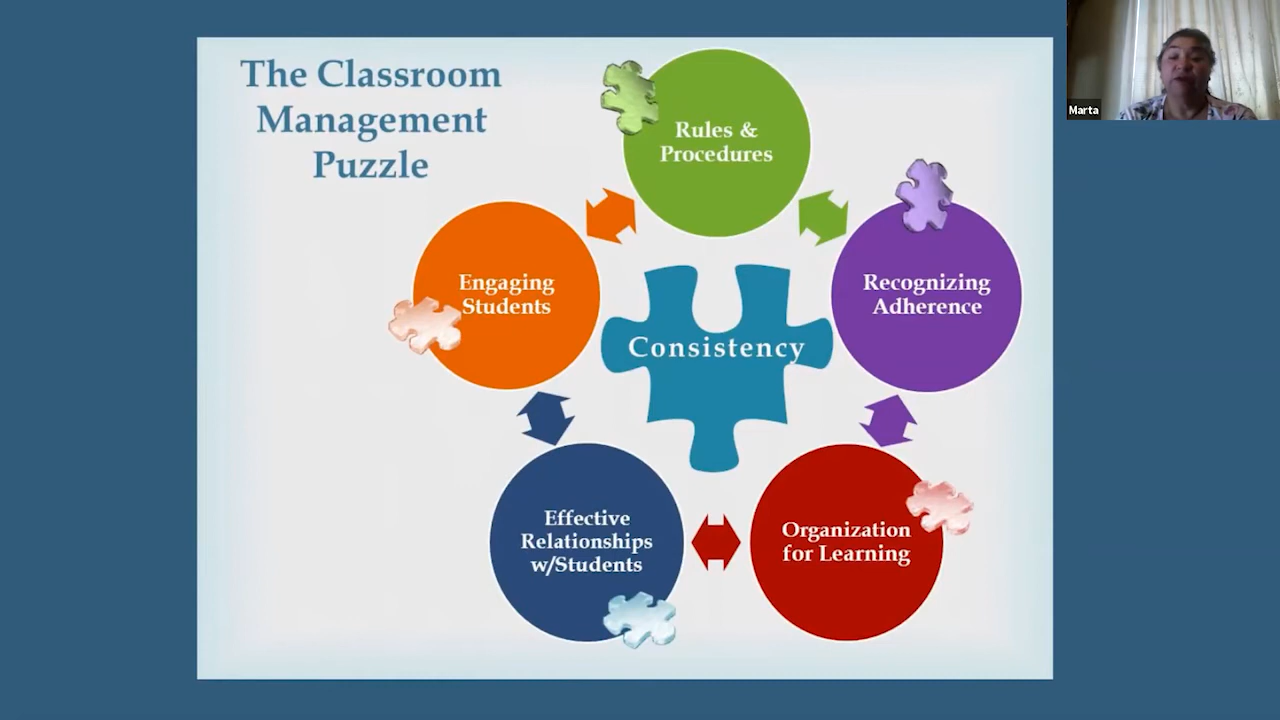 The Classroom
Management
Puzzle
Rules &
Procedures
Recognizing
Adherence
Organization
for Learning
Effective
Relationships
w/Students
Engaging
Students
Consistency
Marta